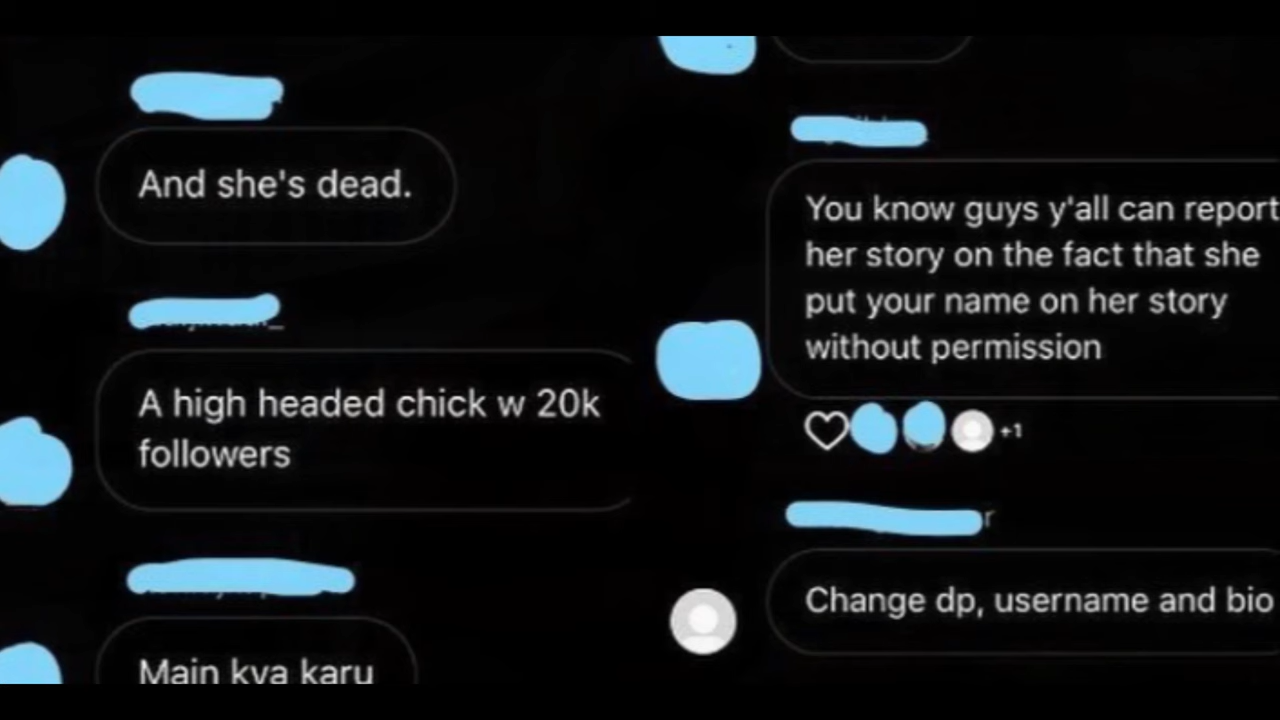 And she's dead.
A high headed chick w 20k
followers
Main kya karu
You know guys y'all can report
her story on the fact that she
put your name on her story
without permission
+1
r
Change dp, username and bio